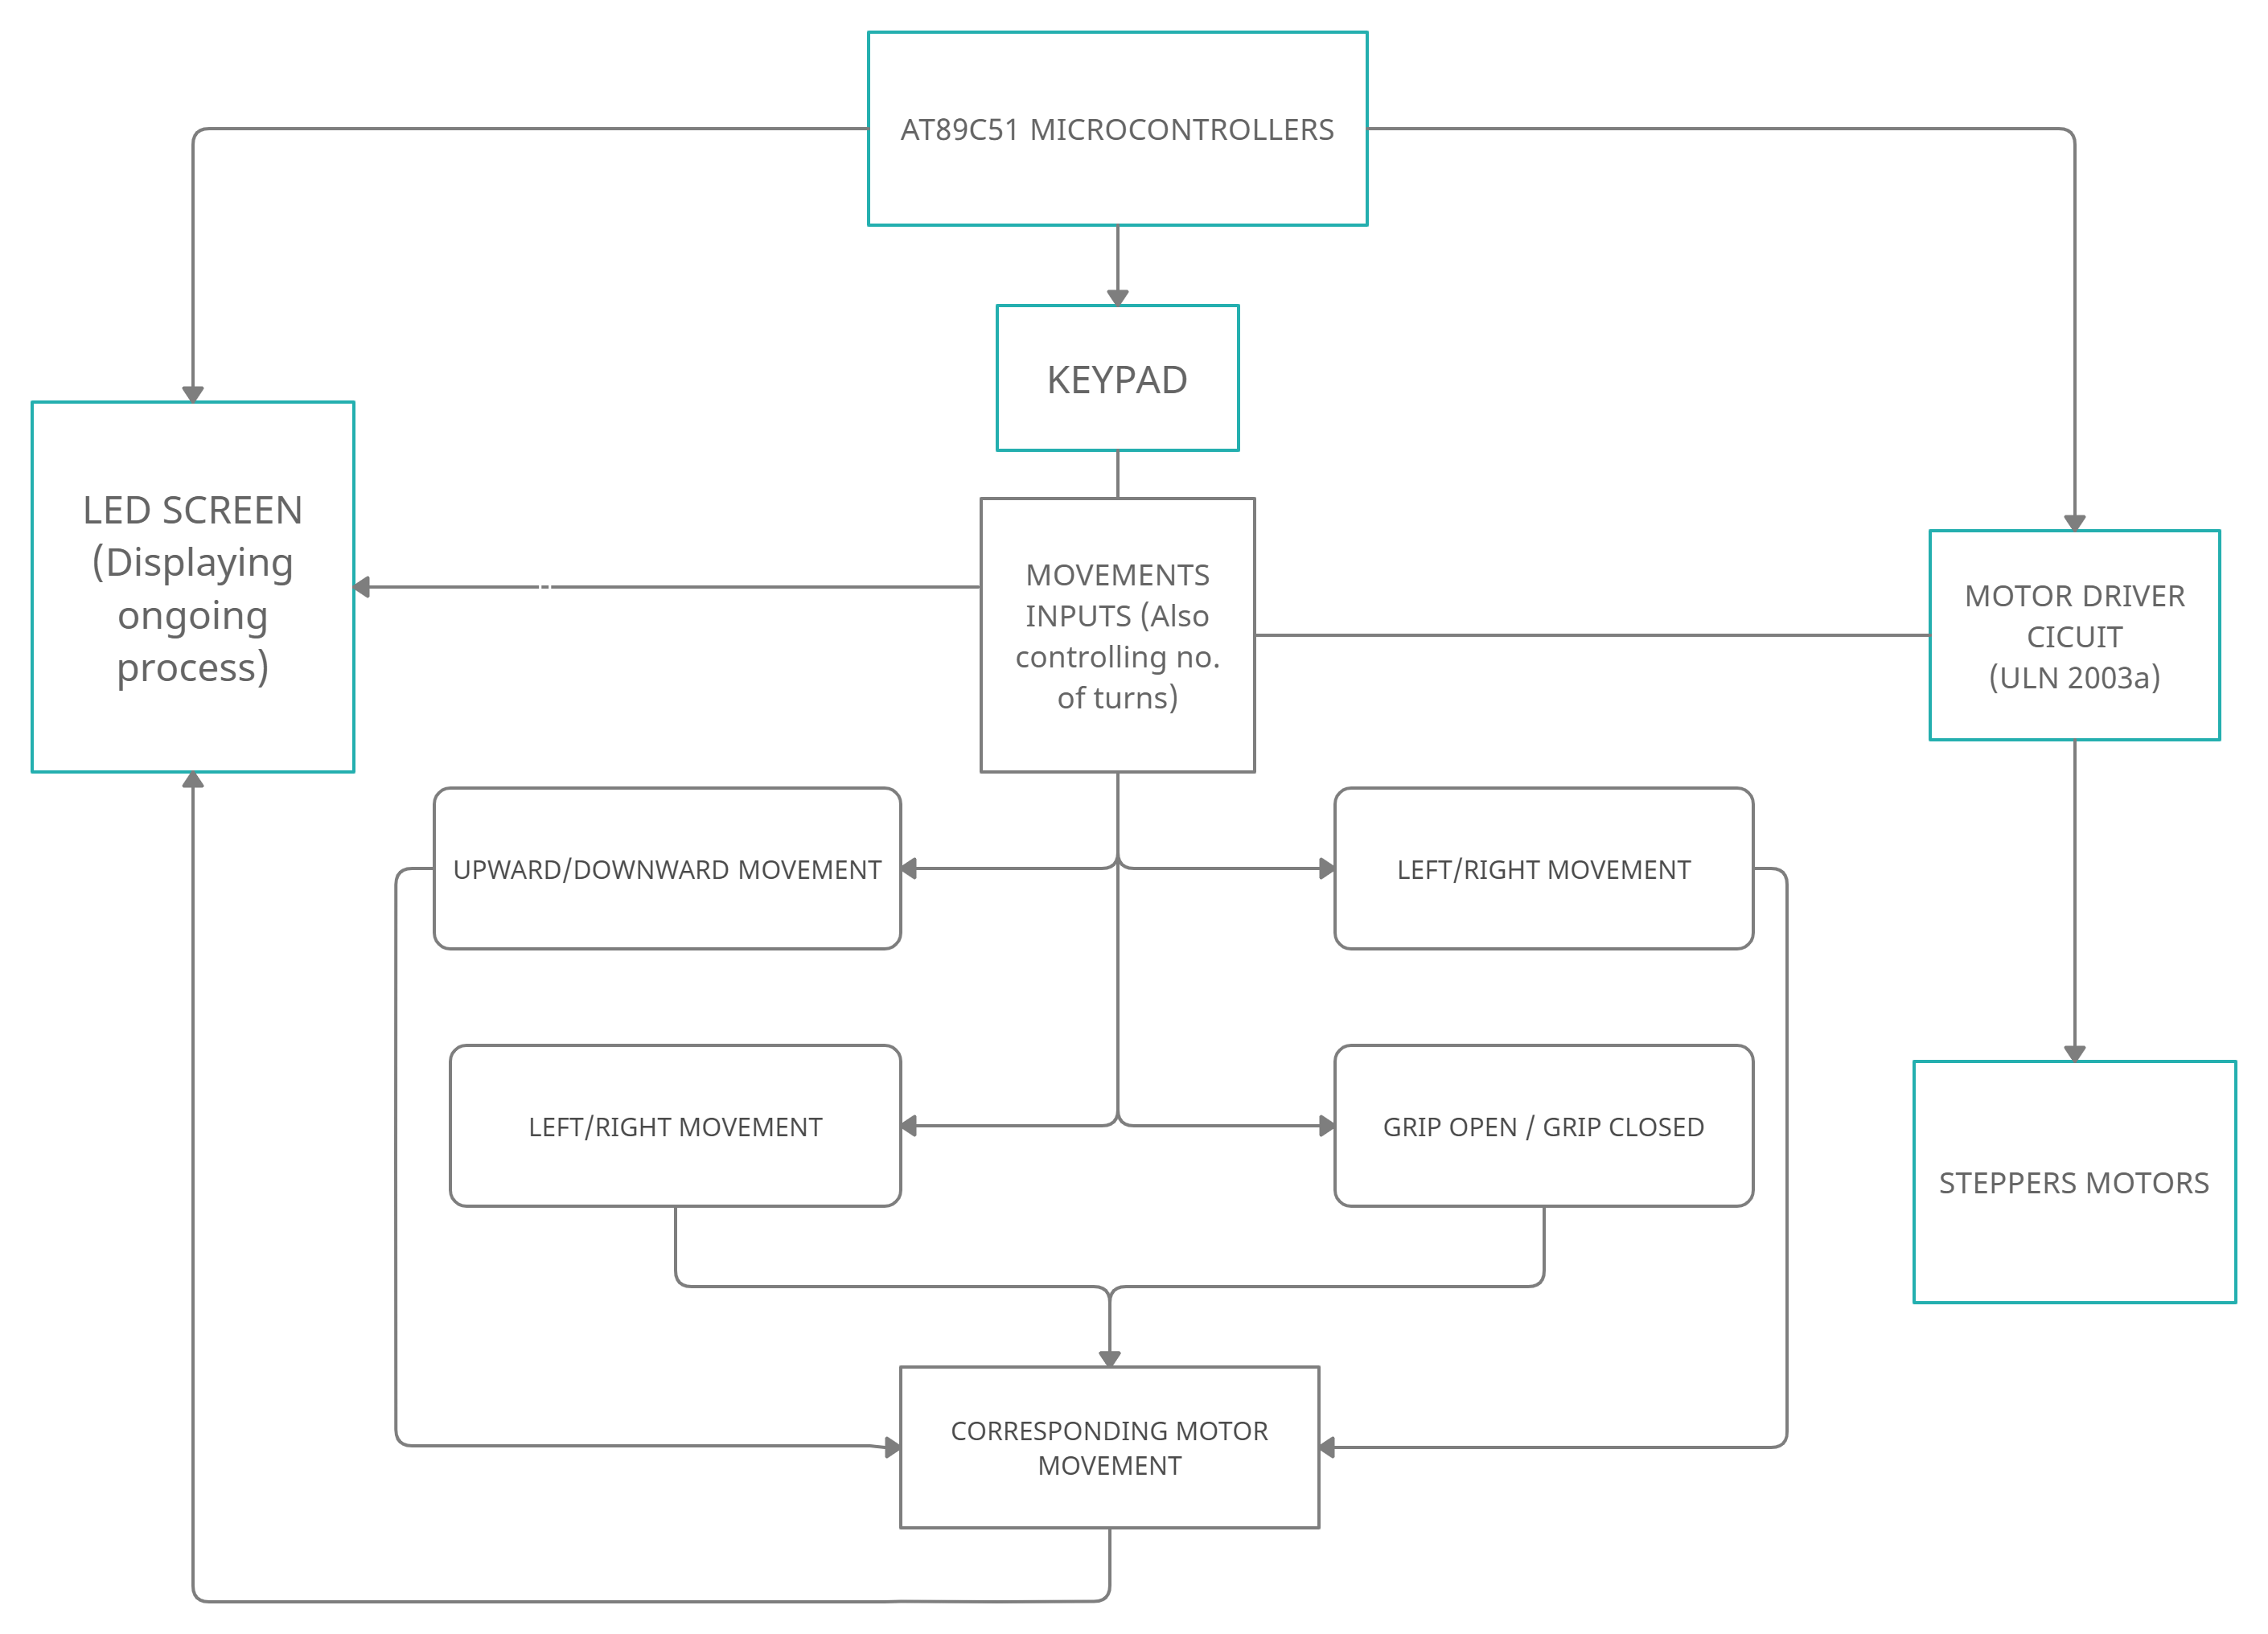 AT89C51 MICROCONTROLLERS
KEYPAD
LED SCREEN
(Displaying
ongoing
process)
MOVEMENTS
INPUTS (Also
controlling no.
of turns)
MOTOR DRIVER
CICUIT
(ULN 2003a)
UPWARD/DOWNWARD MOVEMENT
LEFT/RIGHT MOVEMENT
LEFT/RIGHT MOVEMENT
GRIP OPEN / GRIP CLOSED
STEPPERS MOTORS
CORRESPONDING MOTOR
MOVEMENT